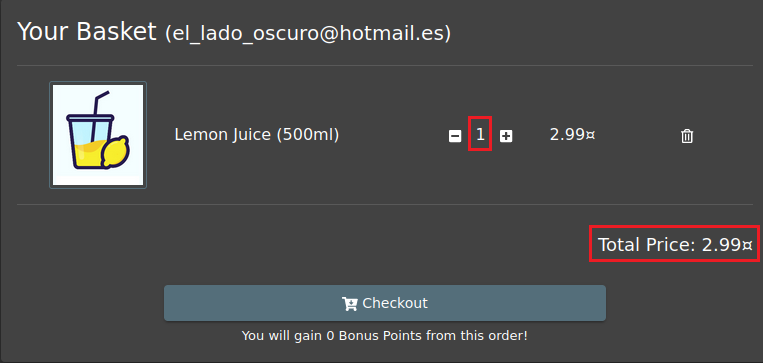 Your Basket (el_lado_oscuro@hotmail.es)
Lemon Juice (500ml) 1 2.99¤
Total Price: 2.99¤
Checkout
You will gain 0 Bonus Points from this order!